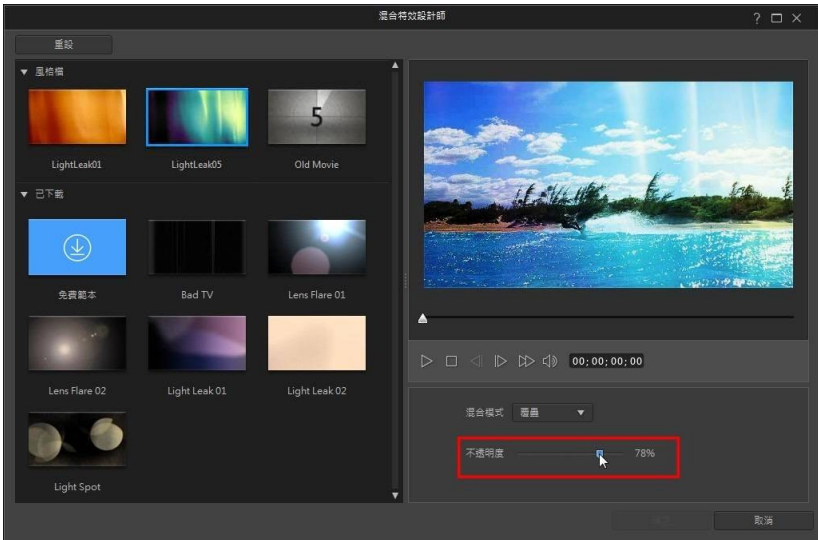 混合特效設計師
?
重設
風格檔
LightLeak01
LightLeak05
5
Old Movie
已下載
免費範本
Bad TV
Lens Flare 01
Lens Flare 02
Light Leak 01
Light Leak 02
Light Spot
00;00;00;00
混合模式 覆疊
不透明度 78%
取消